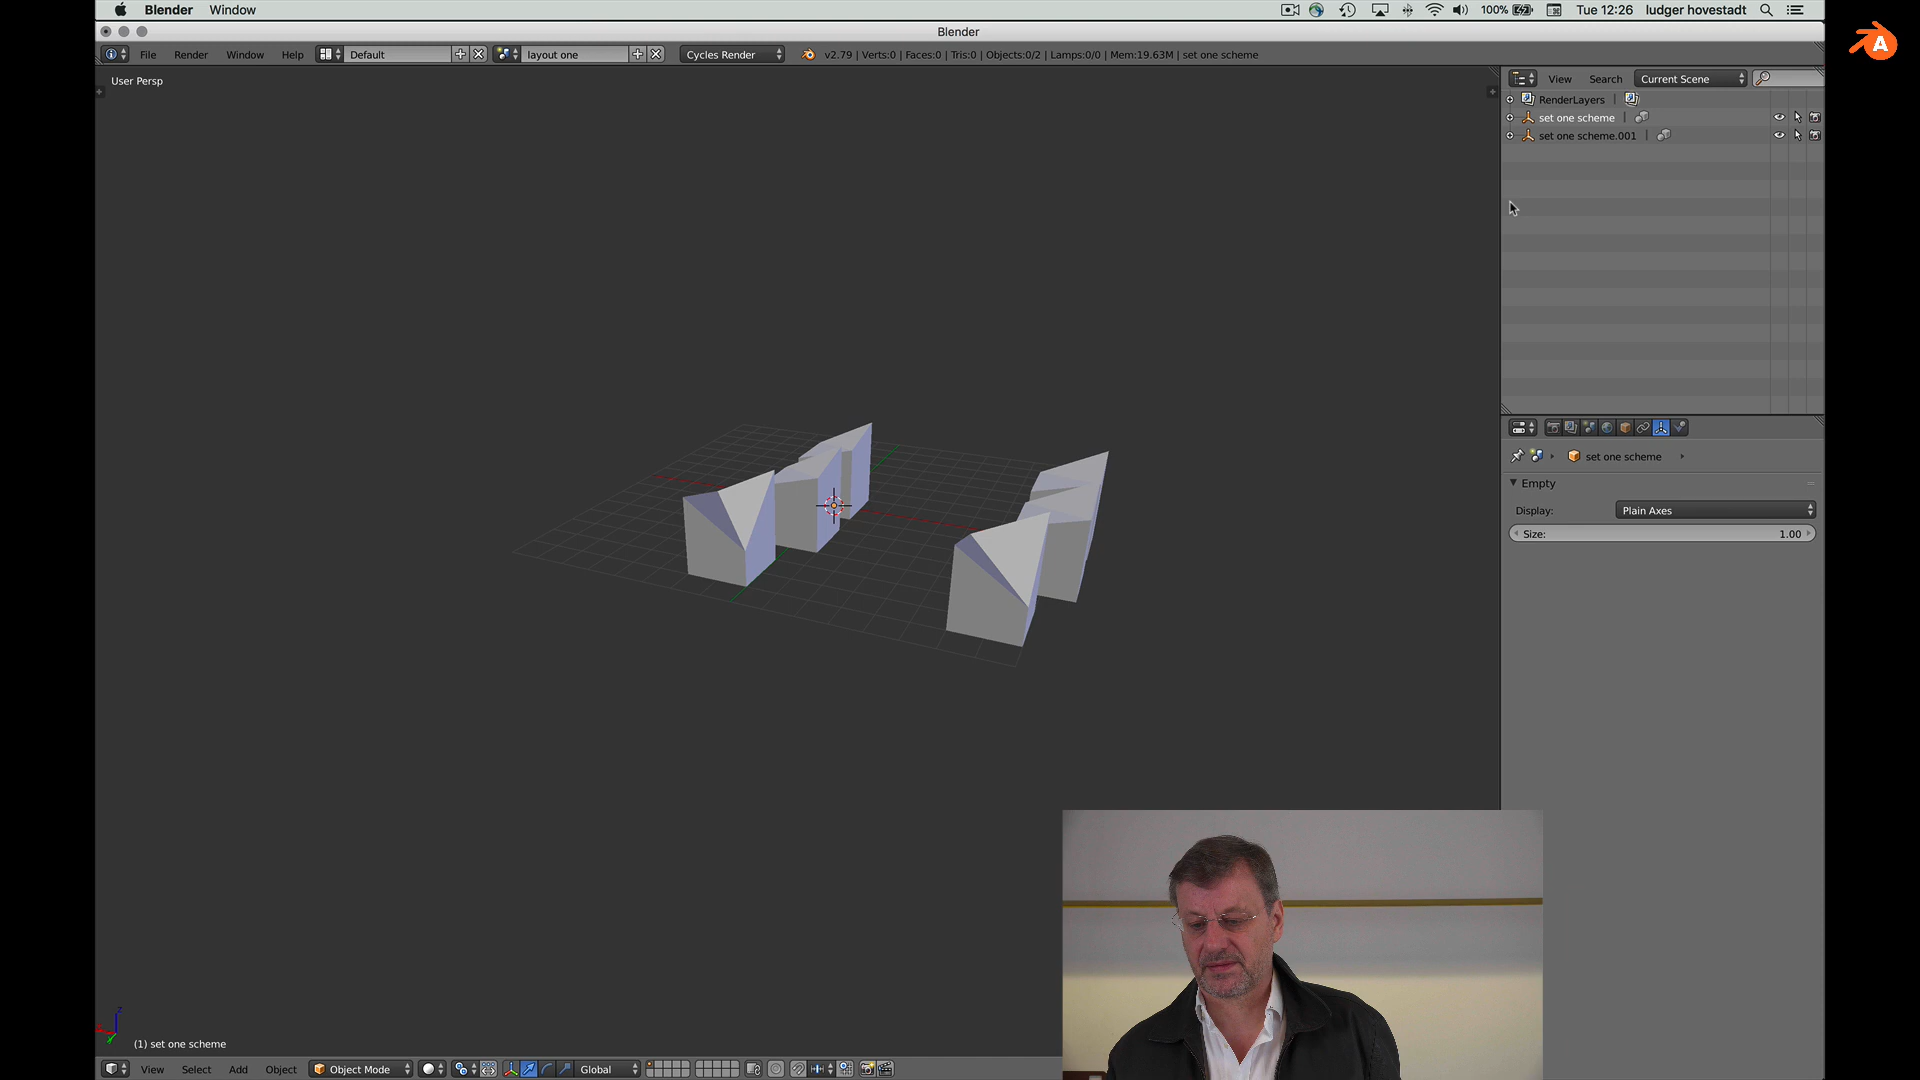 Blender Window 100% Tue 12:26 ludger hovestadt
Blender
File Render Window Help Default layout one Cycles Render v2.79 | Verts:0 | Faces:0 | Tris:0 | Objects:0/2 | Lamps:0/0 | Mem:19.63M | set one scheme
User Persp
View Search Current Scene
RenderLayers
set one scheme
set one scheme.001
set one scheme
Empty
Display: Plain Axes
Size: 1.00
(1) set one scheme
View Select Add Object Object Mode Global
A
z